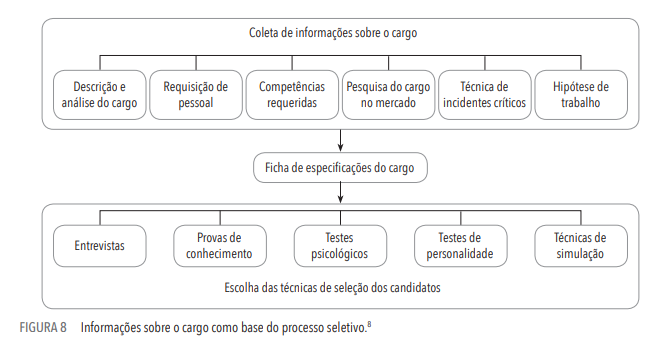 Coleta de informações sobre o cargo
Descrição e
análise do cargo
Requisição de
pessoal
Competências
requeridas
Pesquisa do cargo
no mercado
Técnica de
incidentes críticos
Hipótese de
trabalho
Ficha de especificações do cargo
Entrevistas
Provas de
conhecimento
Testes
psicológicos
Testes de
personalidade
Técnicas de
simulação
Escolha das técnicas de seleção dos candidatos
FIGURA 8 Informações sobre o cargo como base do processo seletivo.8